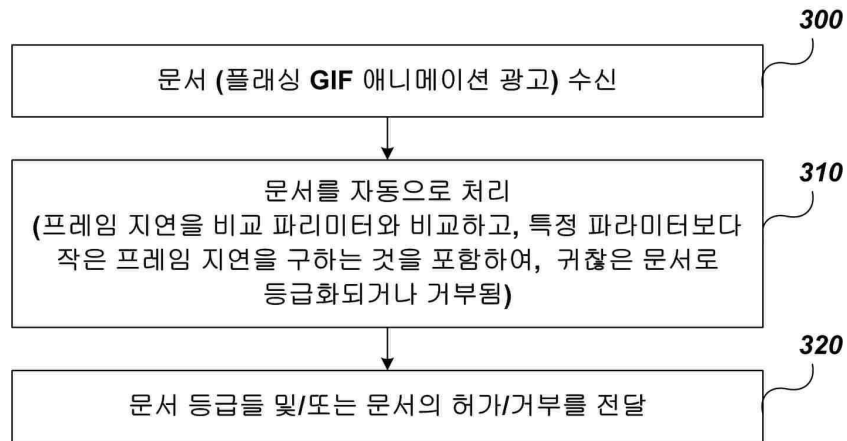 300
문서 (플래싱 GIF 애니메이션 광고) 수신
310
문서를 자동으로 처리
(프레임 지연을 비교 파리미터와 비교하고, 특정 파라미터보다
작은 프레임 지연을 구하는 것을 포함하여, 귀찮은 문서로
등급화되거나 거부됨)
320
문서 등급들 및/또는 문서의 허가/거부를 전달